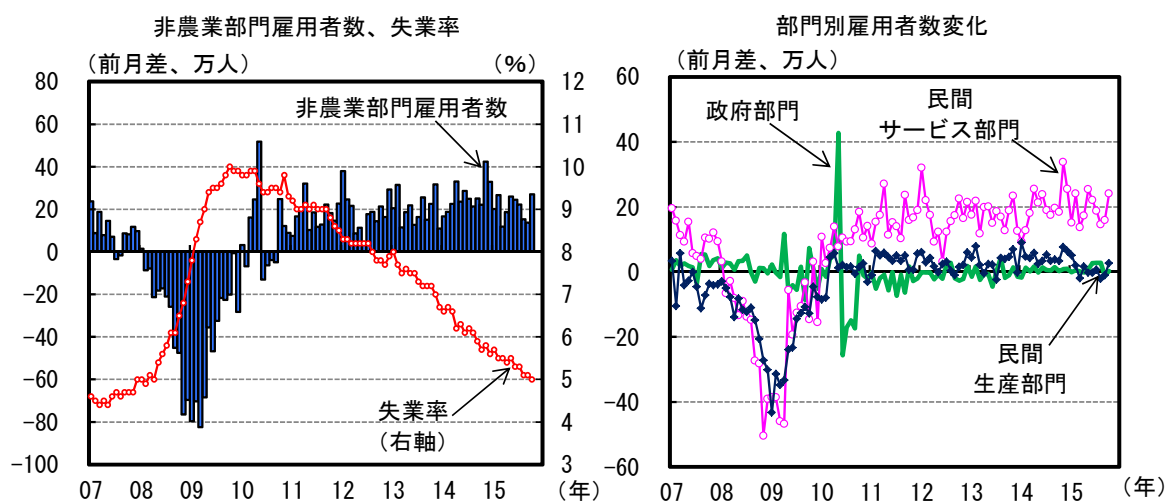 非農業部門雇用者数、失業率
(前月差、万人)
(%)
80
60
40
20
0
-20
-40
-60
-80
-100
12
11
10
9
8
7
6
5
4
3
非農業部門雇用者数
失業率
(右軸)
07 08 09 10 11 12 13 14 15 (年)
部門別雇用者数変化
(前月差、万人)
60
40
20
0
-20
-40
-60
政府部門
民間
サービス部門
民間
生産部門
07 08 09 10 11 12 13 14 15 (年)